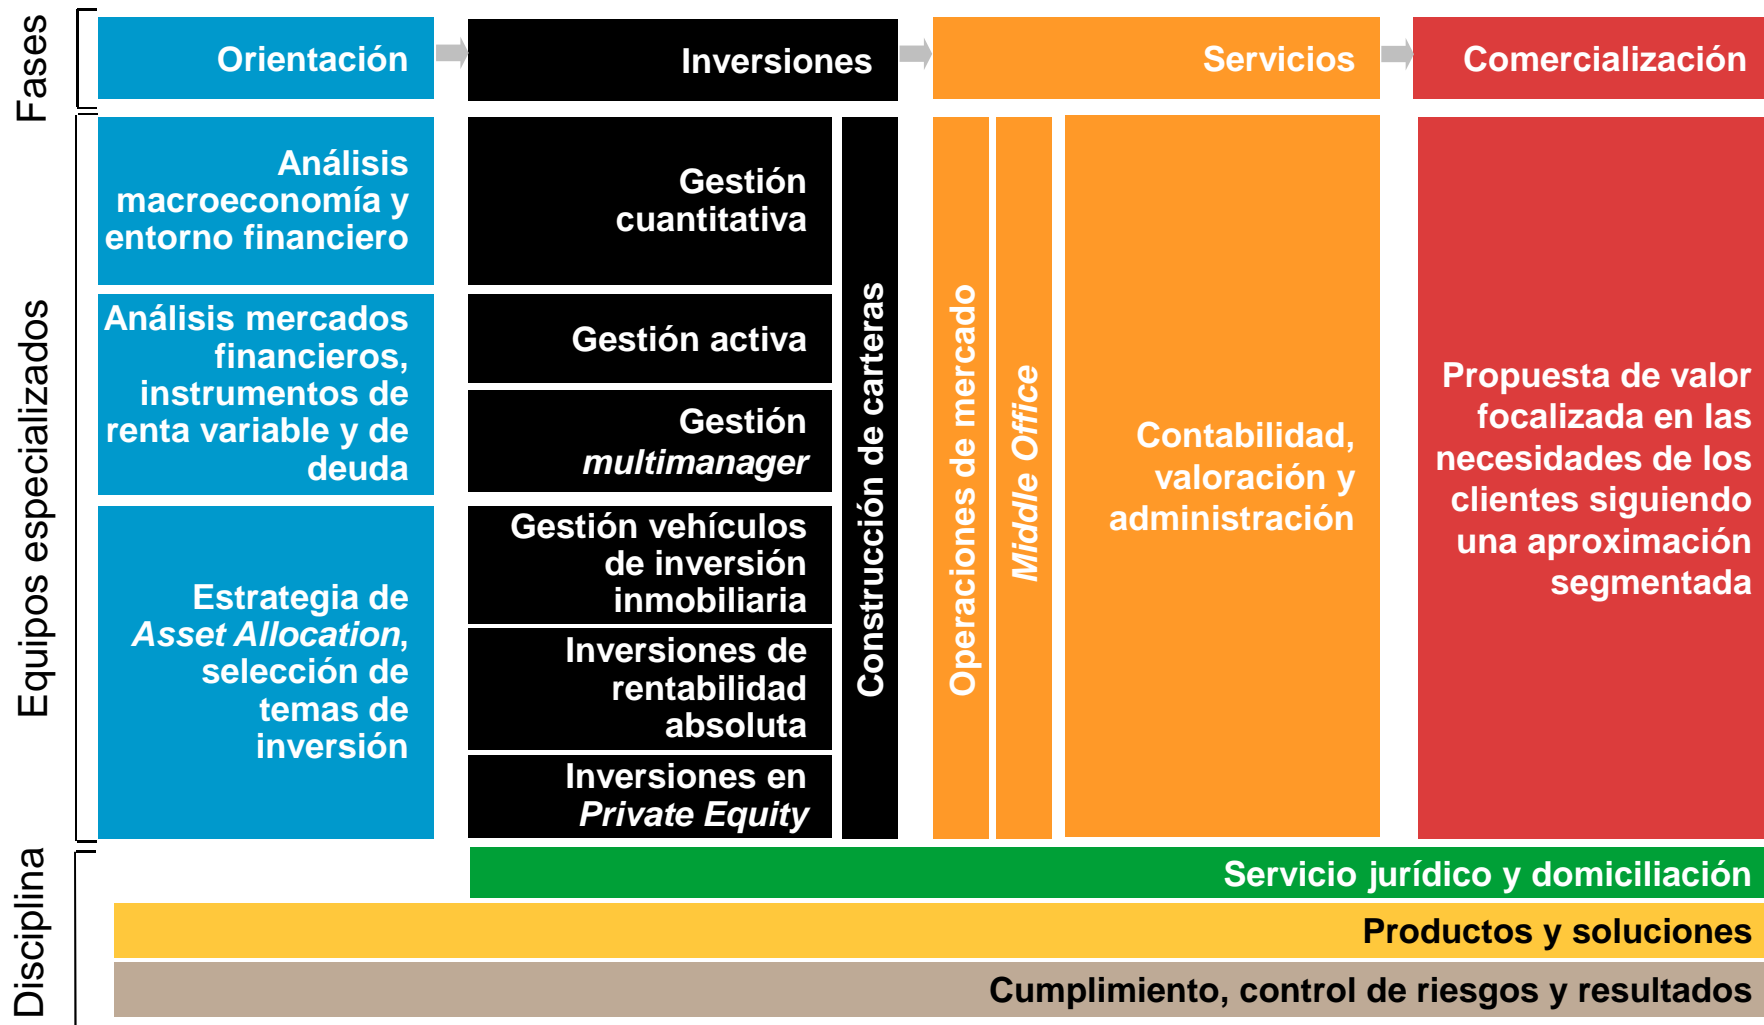 Fases
Orientación
Inversiones
Servicios
Comercialización
Equipos especializados
Análisis
macroeconomía y
entorno financiero
Análisis mercados
financieros,
instrumentos de
renta variable y de
deuda
Estrategia de
Asset Allocation,
selección de
temas de
inversión
Gestión
cuantitativa
Gestión activa
Gestión
multimanager
Gestión vehículos
de inversión
inmobiliaria
Inversiones de
rentabilidad
absoluta
Inversiones en
Private Equity
Construcción de carteras
Operaciones de mercado
Middle Office
Contabilidad,
valoración y
administración
Propuesta de valor
focalizada en las
necesidades de los
clientes siguiendo
una aproximación
segmentada
Disciplina
Servicio jurídico y domiciliación
Productos y soluciones
Cumplimiento, control de riesgos y resultados